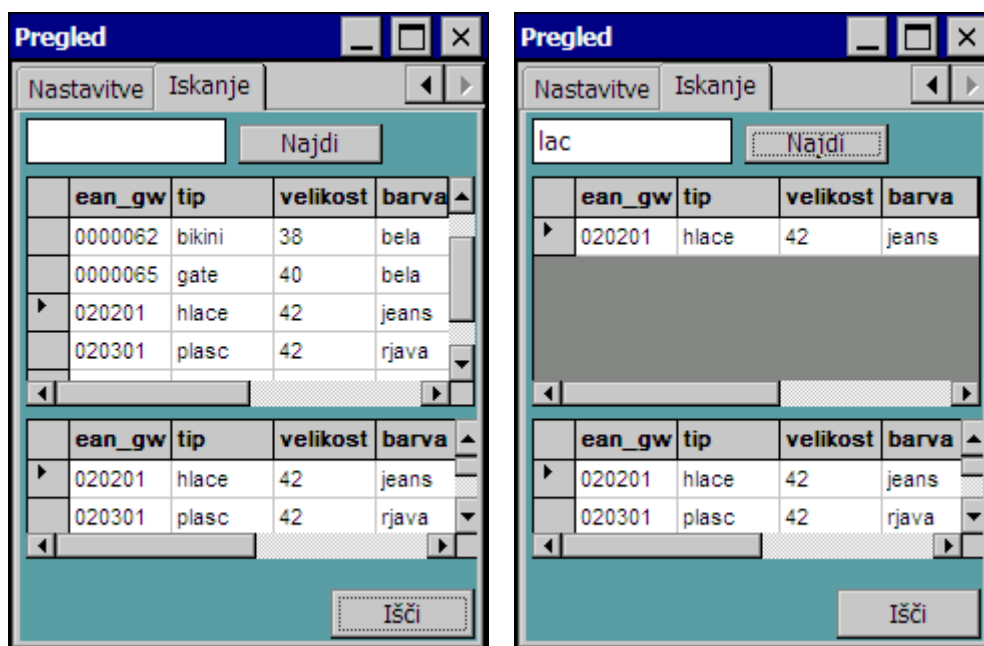 Pregled
Nastavitve Iskanje
Najdi
ean_gw tip velikost barva
0000062 bikini 38 bela
0000065 gate 40 bela
020201 hlace 42 jeans
020301 plasc 42 rjava
ean_gw tip velikost barva
020201 hlace 42 jeans
020301 plasc 42 rjava
Išči
Pregled
Nastavitve Iskanje
lac Najdi
ean_gw tip velikost barva
020201 hlace 42 jeans
ean_gw tip velikost barva
020201 hlace 42 jeans
020301 plasc 42 rjava
Išči